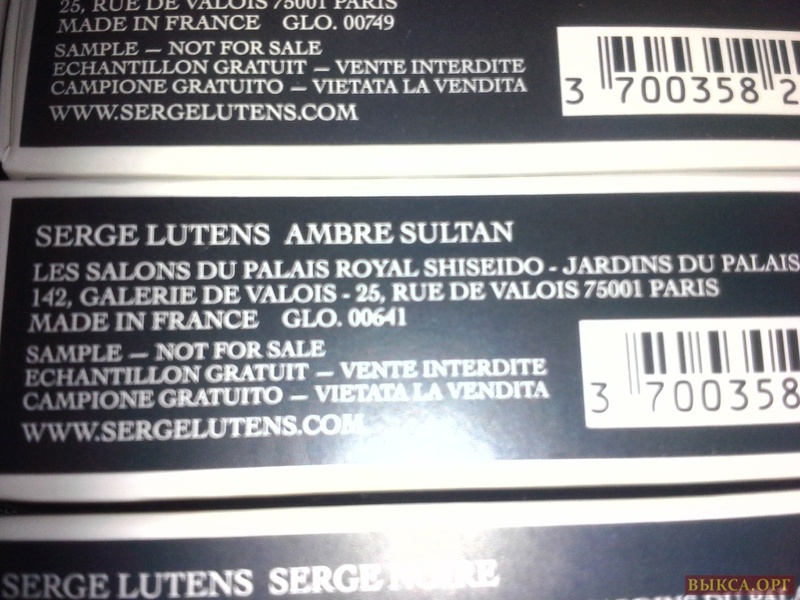 25, RUE DE VALOIS 75001 PARIS
MADE IN FRANCE GLO. 00749
SAMPLE — NOT FOR SALE
ECHANTILLON GRATUIT — VENTE INTERDITE
CAMPIONE GRATUITO — VIETATA LA VENDITA
WWW.SERGELUTENS.COM
3 700358 2
SERGE LUTENS AMBRE SULTAN
LES SALONS DU PALAIS ROYAL SHISEIDO - JARDINS DU PALAIS
142, GALERIE DE VALOIS - 25, RUE DE VALOIS 75001 PARIS
MADE IN FRANCE GLO. 00641
SAMPLE — NOT FOR SALE
ECHANTILLON GRATUIT — VENTE INTERDITE
CAMPIONE GRATUITO — VIETATA LA VENDITA
WWW.SERGELUTENS.COM
3 700358
SERGE LUTENS SERGE NOIRE
JARDINS DU PALA
ВЫКСА.ОРГ